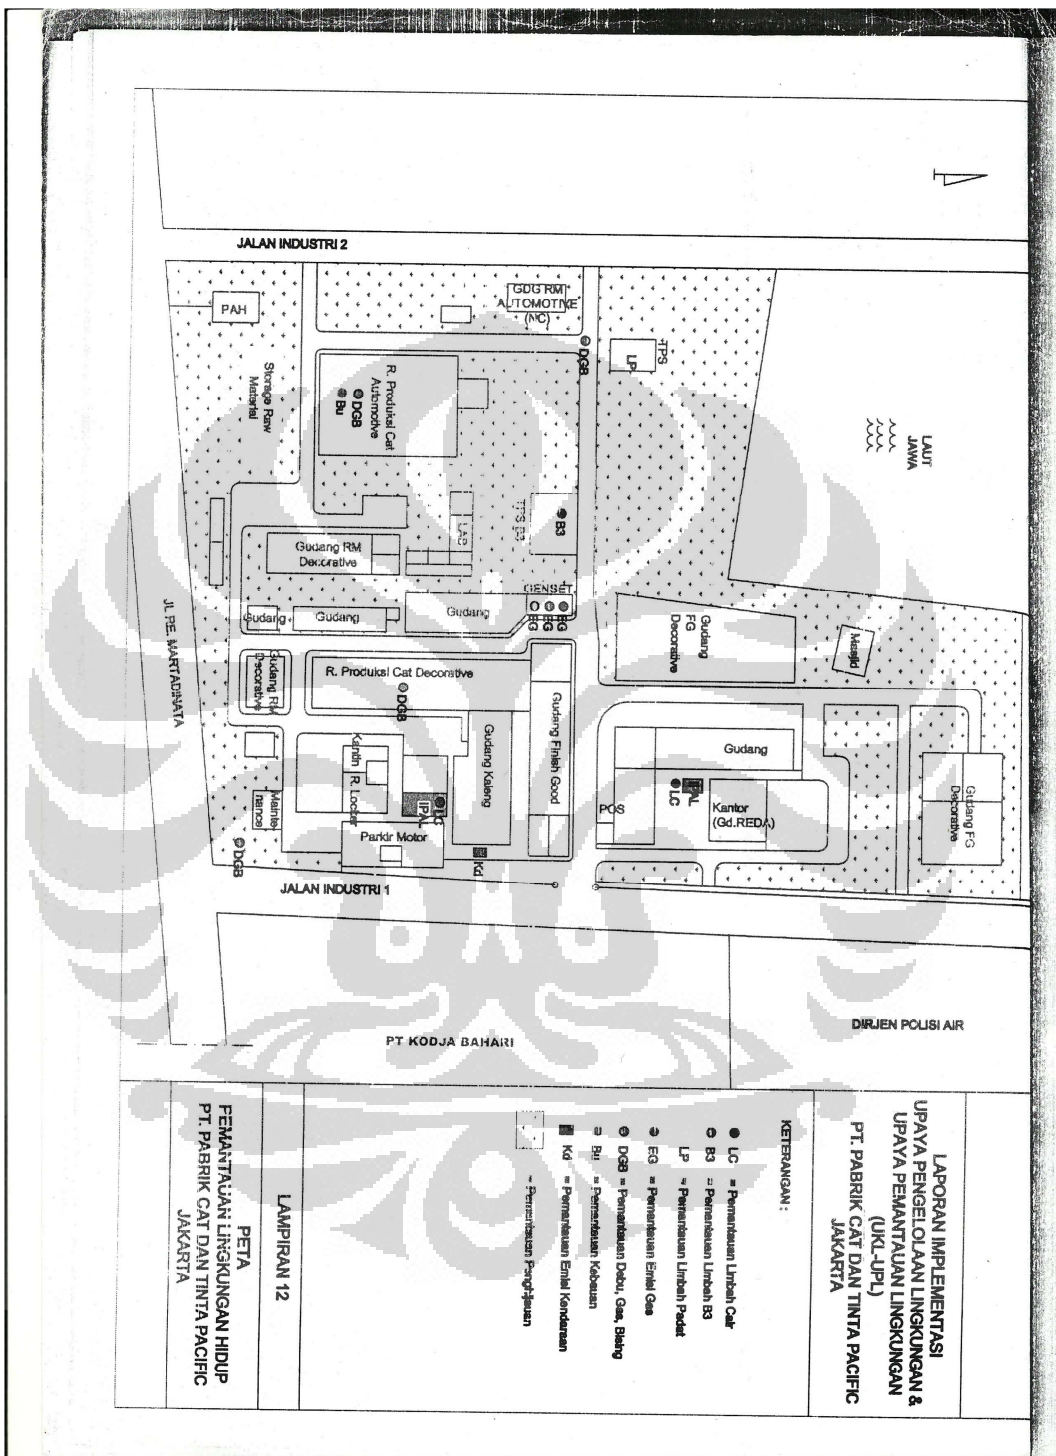 JALAN INDUSTRI 2
PAH
Storage Raw
Material
GDG RM
AUTOMOTIVE
(NC)
DGB
TPS
LP
R. Produksi Cat
Automotive
DGB
Bu
LAUT
JAWA
TPS B3
B3
LAB
Gudang RM
Decorative
GENSET
EG
EG
EG
Gudang
Gudang
Gudang
Gudang
FG
Decorative
Masjid
JL RE. MARTADINATA
Gudang RM
Decorative
R. Produksi Cat Decorative
DGB
Gudang Finish Good
Gudang Kaleng
Kantin
R. Locker
LC
IPAL
Parkir Motor
Mainte-
nance
DGB
Kd
JALAN INDUSTRI 1
Gudang
IPAL
LC
Kantor
(Gd.REDA)
POS
Gudang FG
Decorative
PT KODJA BAHARI
DIRJEN POLISI AIR
LAPORAN IMPLEMENTASI
UPAYA PENGELOLAAN LINGKUNGAN &
UPAYA PEMANTAUAN LINGKUNGAN
(UKL-UPL)
PT. PABRIK CAT DAN TINTA PACIFIC
JAKARTA
KETERANGAN :
LC = Pemantauan Limbah Cair
B3 = Pemantauan Limbah B3
LP = Pemantauan Limbah Padat
EG = Pemantauan Emisi Gas
DGB = Pemantauan Debu, Gas, Bising
Bu = Pemantauan Kebauan
Kd = Pemantauan Emisi Kendaraan
= Pemantauan Penghijauan
LAMPIRAN 12
PETA
PEMANTAUAN LINGKUNGAN HIDUP
PT. PABRIK CAT DAN TINTA PACIFIC
JAKARTA